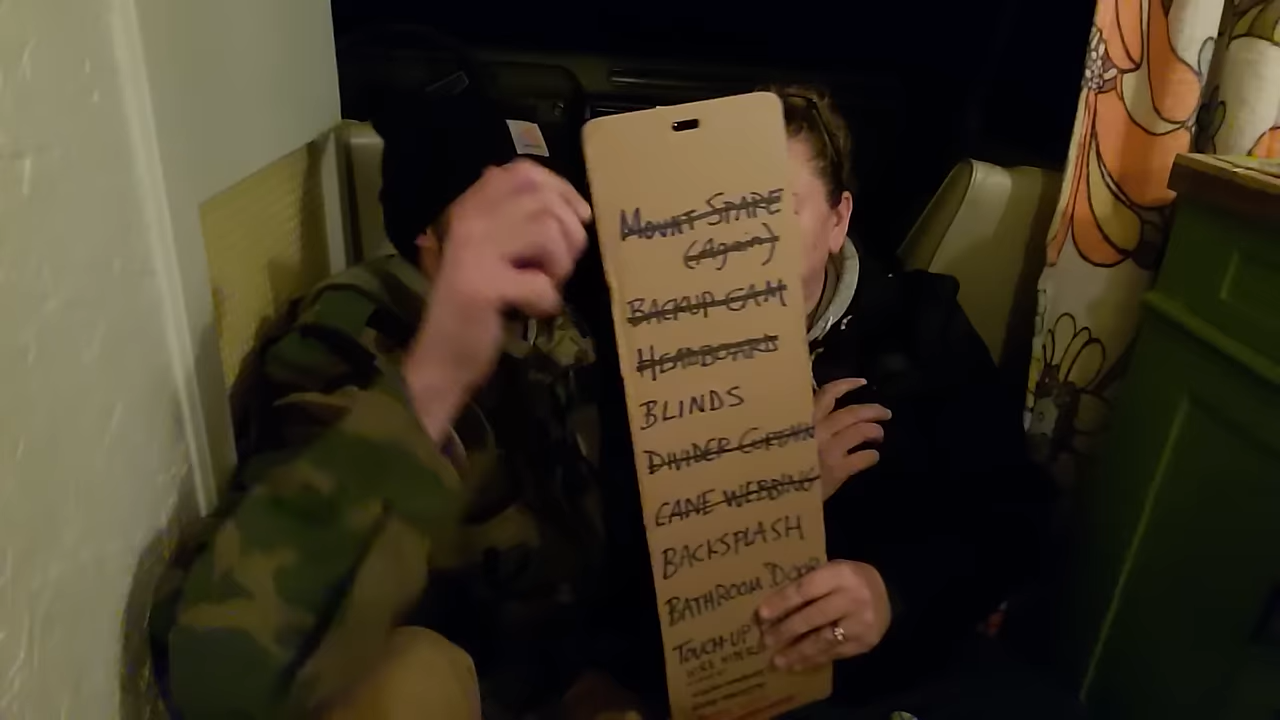 MOUNT SPARE
(Again)
BACKUP CAM
HEADBOARD
BLINDS
DIVIDER CURTAIN
CANE WEBBING
BACKSPLASH
BATHROOM DOOR
TOUCH-UP